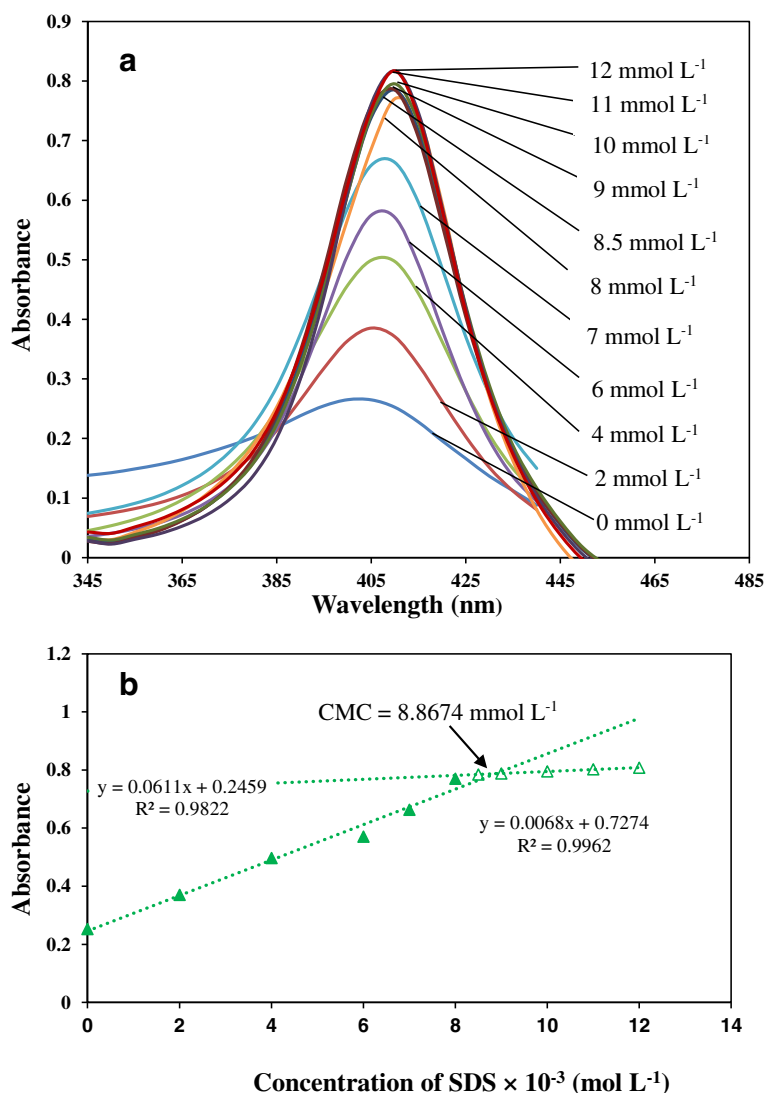 a
0.9
0.8
0.7
0.6
0.5
0.4
0.3
0.2
0.1
0
Absorbance
345
365
385
405
425
445
465
485
Wavelength (nm)
12 mmol L⁻¹
11 mmol L⁻¹
10 mmol L⁻¹
9 mmol L⁻¹
8.5 mmol L⁻¹
8 mmol L⁻¹
7 mmol L⁻¹
6 mmol L⁻¹
4 mmol L⁻¹
2 mmol L⁻¹
0 mmol L⁻¹
b
1.2
1
0.8
0.6
0.4
0.2
0
Absorbance
CMC = 8.8674 mmol L⁻¹
y = 0.0611x + 0.2459
R² = 0.9822
y = 0.0068x + 0.7274
R² = 0.9962
0
2
4
6
8
10
12
14
Concentration of SDS × 10⁻³ (mol L⁻¹)